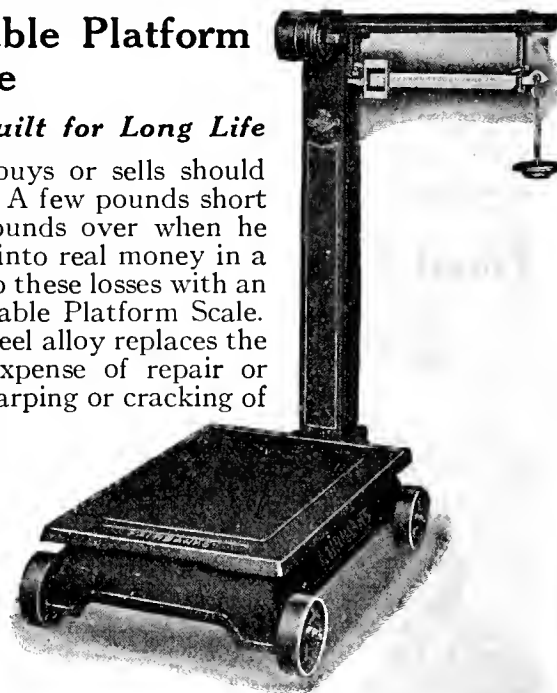 ble Platform
e
uilt for Long Life
buys or sells should
A few pounds short
ounds over when he
into real money in a
o these losses with an
able Platform Scale.
eel alloy replaces the
xpense of repair or
arping or cracking of
FAIRBANKS